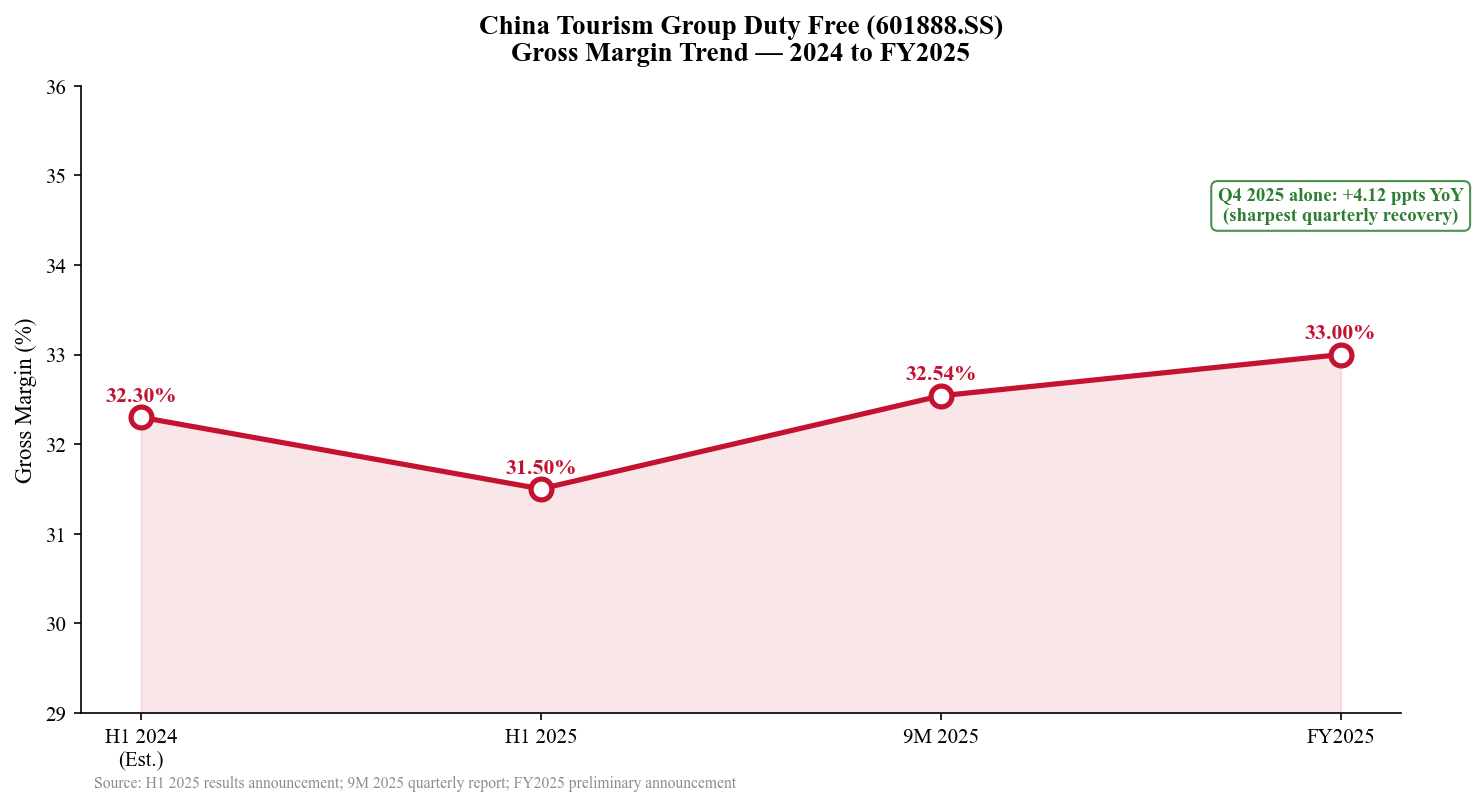 China Tourism Group Duty Free (601888.SS)
Gross Margin Trend — 2024 to FY2025
36
35
34
33
32
31
30
29
Gross Margin (%)
Q4 2025 alone: +4.12 ppts YoY
(sharpest quarterly recovery)
32.30%
31.50%
32.54%
33.00%
H1 2024
(Est.)
H1 2025
9M 2025
FY2025
Source: H1 2025 results announcement; 9M 2025 quarterly report; FY2025 preliminary announcement